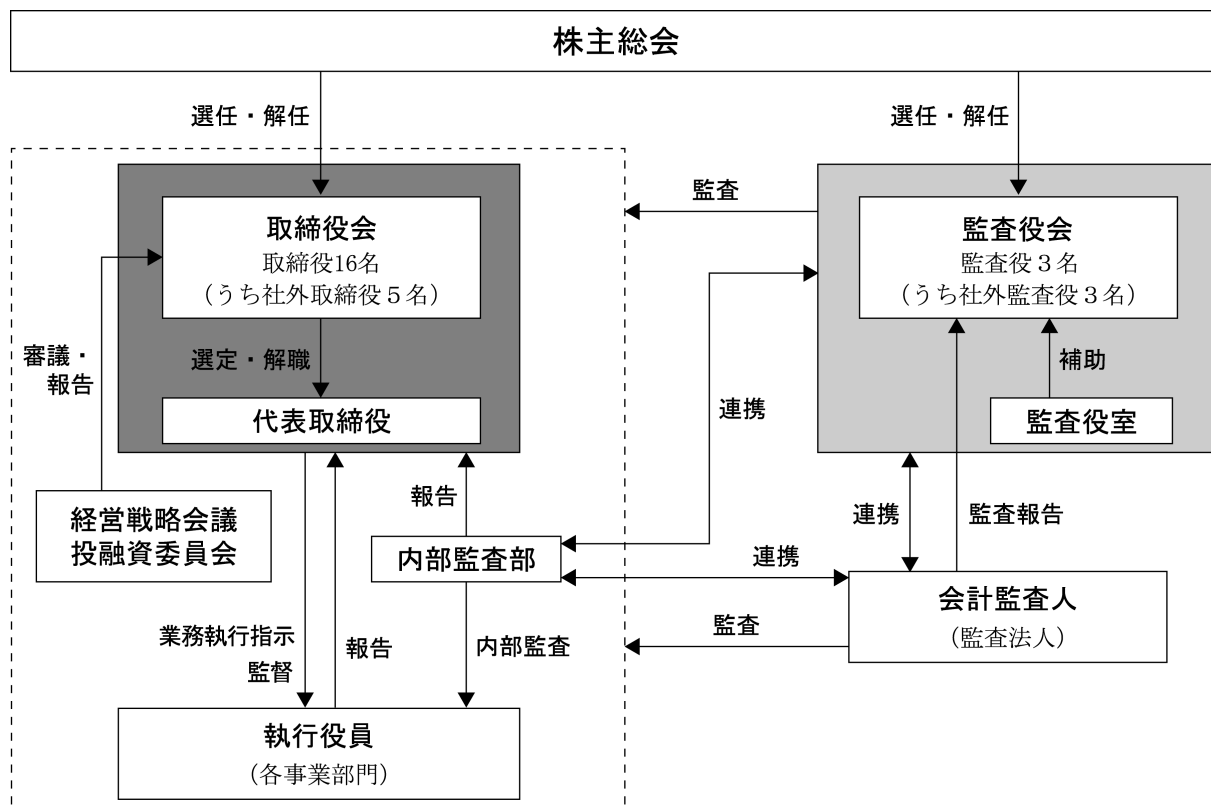 株主総会
選任・解任
選任・解任
取締役会
取締役16名
（うち社外取締役５名）
監査
監査役会
監査役３名
（うち社外監査役３名）
審議・
報告
選定・解職
代表取締役
連携
補助
監査役室
経営戦略会議
投融資委員会
報告
内部監査部
連携
連携
監査報告
会計監査人
（監査法人）
業務執行指示
監督
報告
内部監査
監査
執行役員
（各事業部門）